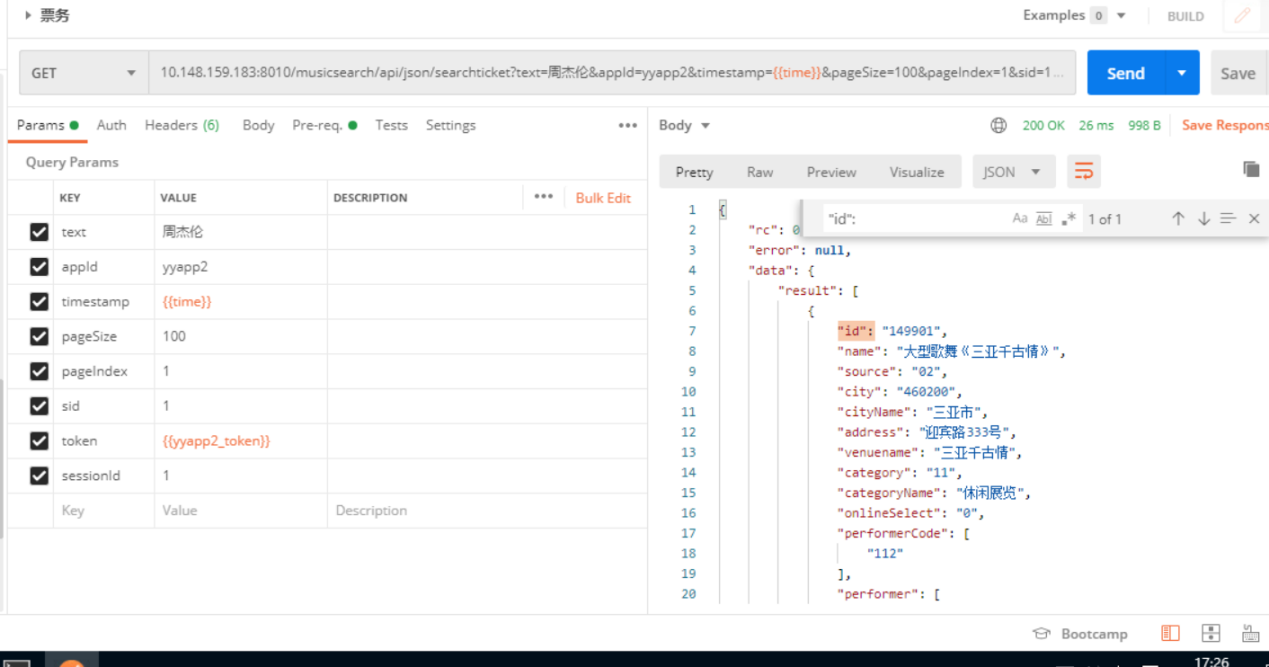 票务
Examples 0 BUILD
GET 10.148.159.183:8010/musicsearch/api/json/searchticket?text=周杰伦&appId=yyapp2&timestamp={{time}}&pageSize=100&pageIndex=1&sid=1... Send Save
Params Auth Headers (6) Body Pre-req. Tests Settings
Query Params
KEY VALUE DESCRIPTION Bulk Edit
text 周杰伦
appId yyapp2
timestamp {{time}}
pageSize 100
pageIndex 1
sid 1
token {{yyapp2_token}}
sessionId 1
Key Value Description
Body 200 OK 26 ms 998 B Save Respons
Pretty Raw Preview Visualize JSON
"id": Aa Abl .* 1 of 1
1 {
2 "rc": 0
3 "error": null,
4 "data": {
5 "result": [
6 {
7 "id": "149901",
8 "name": "大型歌舞《三亚千古情》",
9 "source": "02",
10 "city": "460200",
11 "cityName": "三亚市",
12 "address": "迎宾路333号",
13 "venuename": "三亚千古情",
14 "category": "11",
15 "categoryName": "休闲展览",
16 "onlineSelect": "0",
17 "performerCode": [
18 "112"
19 ],
20 "performer": [
Bootcamp
17:26